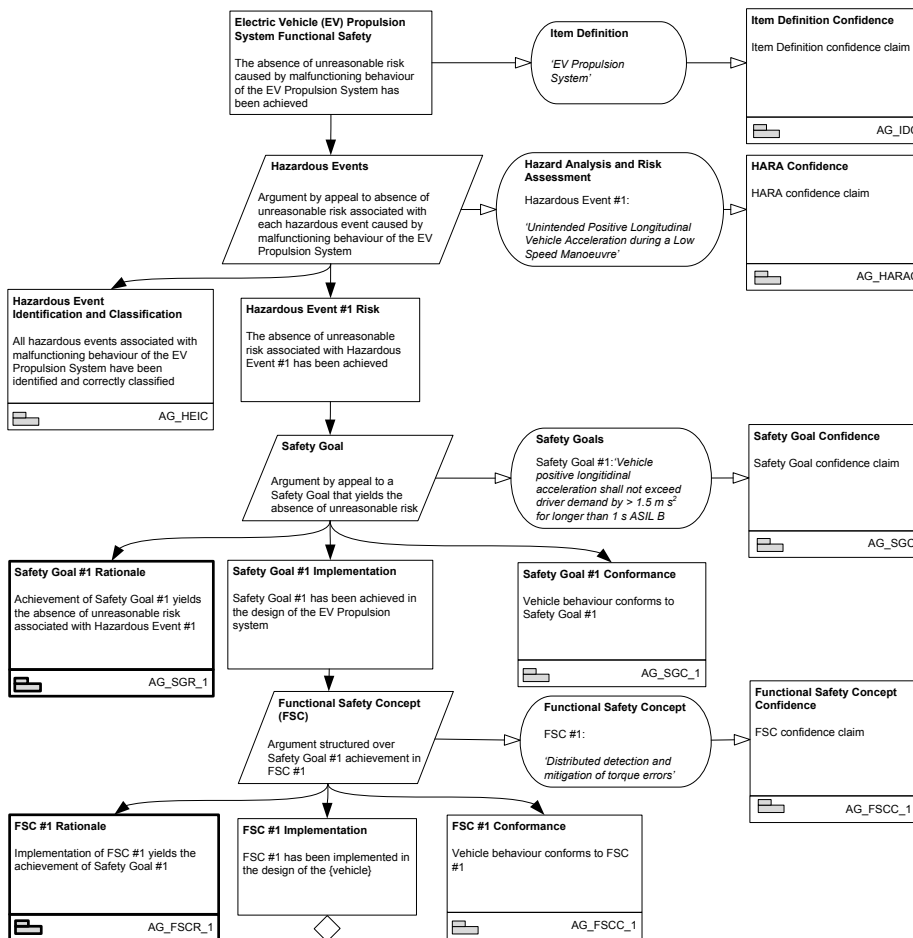 Electric Vehicle (EV) Propulsion
System Functional Safety
The absence of unreasonable risk
caused by malfunctioning behaviour
of the EV Propulsion System has
been achieved
Item Definition
‘EV Propulsion
System’
Item Definition Confidence
Item Definition confidence claim
AG_IDC
Hazardous Events
Argument by appeal to absence of
unreasonable risk associated with
each hazardous event caused by
malfunctioning behaviour of the EV
Propulsion System
Hazard Analysis and Risk
Assessment
Hazardous Event #1:
‘Unintended Positive Longitudinal
Vehicle Acceleration during a Low
Speed Manoeuvre’
HARA Confidence
HARA confidence claim
AG_HARAC
Hazardous Event
Identification and Classification
All hazardous events associated with
malfunctioning behaviour of the EV
Propulsion System have been
identified and correctly classified
AG_HEIC
Hazardous Event #1 Risk
The absence of unreasonable
risk associated with Hazardous
Event #1 has been achieved
Safety Goal
Argument by appeal to a
Safety Goal that yields the
absence of unreasonable risk
Safety Goals
Safety Goal #1:‘Vehicle
positive longitidinal
acceleration shall not exceed
driver demand by > 1.5 m s²
for longer than 1 s ASIL B
Safety Goal Confidence
Safety Goal confidence claim
AG_SGC
Safety Goal #1 Rationale
Achievement of Safety Goal #1 yields
the absence of unreasonable risk
associated with Hazardous Event #1
AG_SGR_1
Safety Goal #1 Implementation
Safety Goal #1 has been achieved in
the design of the EV Propulsion
system
Safety Goal #1 Conformance
Vehicle behaviour conforms to
Safety Goal #1
AG_SGC_1
Functional Safety Concept
(FSC)
Argument structured over
Safety Goal #1 achievement in
FSC #1
Functional Safety Concept
FSC #1:
‘Distributed detection and
mitigation of torque errors’
Functional Safety Concept
Confidence
FSC confidence claim
AG_FSCC_1
FSC #1 Rationale
Implementation of FSC #1 yields the
achievement of Safety Goal #1
AG_FSCR_1
FSC #1 Implementation
FSC #1 has been implemented in
the design of the {vehicle}
FSC #1 Conformance
Vehicle behaviour conforms to FSC
#1
AG_FSCC_1